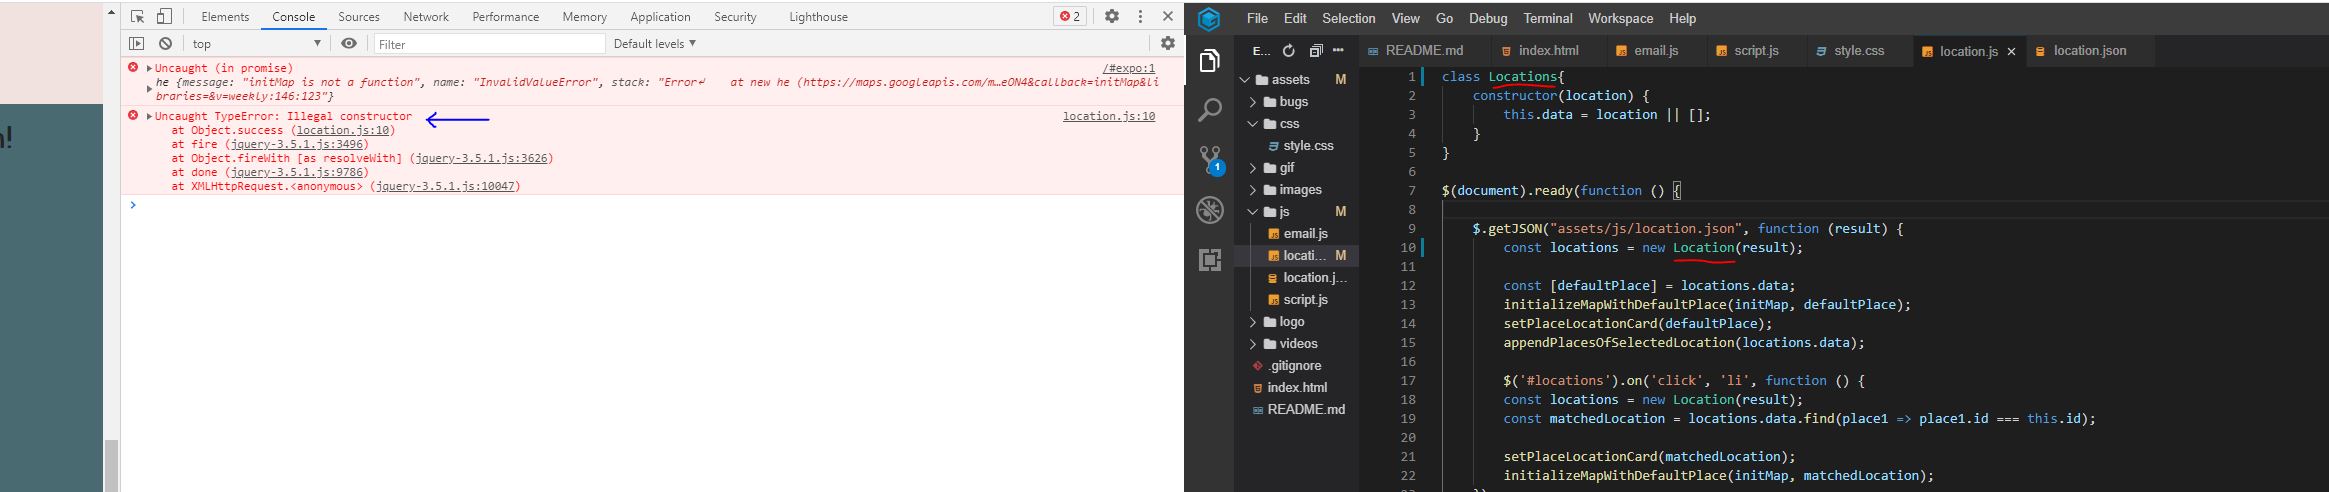 Elements Console Sources Network Performance Memory Application Security Lighthouse 2
top Filter Default levels
Uncaught (in promise) /#expo:1
he {message: "initMap is not a function", name: "InvalidValueError", stack: "Error↵    at new he (https://maps.googleapis.com/m…eON4&callback=initMap&li
braries=&v=weekly:146:123"}
Uncaught TypeError: Illegal constructor location.js:10
at Object.success (location.js:10)
at fire (jquery-3.5.1.js:3496)
at Object.fireWith [as resolveWith] (jquery-3.5.1.js:3626)
at done (jquery-3.5.1.js:9786)
at XMLHttpRequest.<anonymous> (jquery-3.5.1.js:10047)
>
!
File Edit Selection View Go Debug Terminal Workspace Help
E...
README.md index.html email.js script.js style.css location.js location.json
assets M
bugs
css
style.css
gif
images
js M
email.js
locati... M
location.j...
script.js
logo
videos
.gitignore
index.html
README.md
1
1 class Locations{
2 constructor(location) {
3 this.data = location || [];
4 }
5 }
6
7 $(document).ready(function () {
8
9 $.getJSON("assets/js/location.json", function (result) {
10 const locations = new Location(result);
11
12 const [defaultPlace] = locations.data;
13 initializeMapWithDefaultPlace(initMap, defaultPlace);
14 setPlaceLocationCard(defaultPlace);
15 appendPlacesOfSelectedLocation(locations.data);
16
17 $('#locations').on('click', 'li', function () {
18 const locations = new Location(result);
19 const matchedLocation = locations.data.find(place1 => place1.id === this.id);
20
21 setPlaceLocationCard(matchedLocation);
22 initializeMapWithDefaultPlace(initMap, matchedLocation);